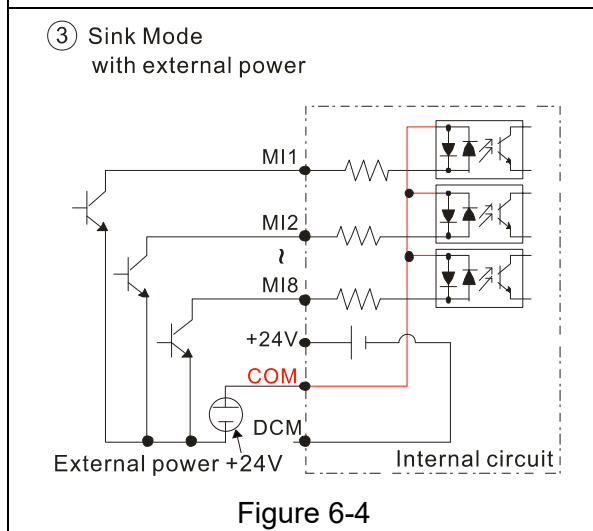 ③ Sink Mode
with external power
MI1
MI2
~
MI8
+24V
COM
DCM
External power +24V
Internal circuit
Figure 6-4